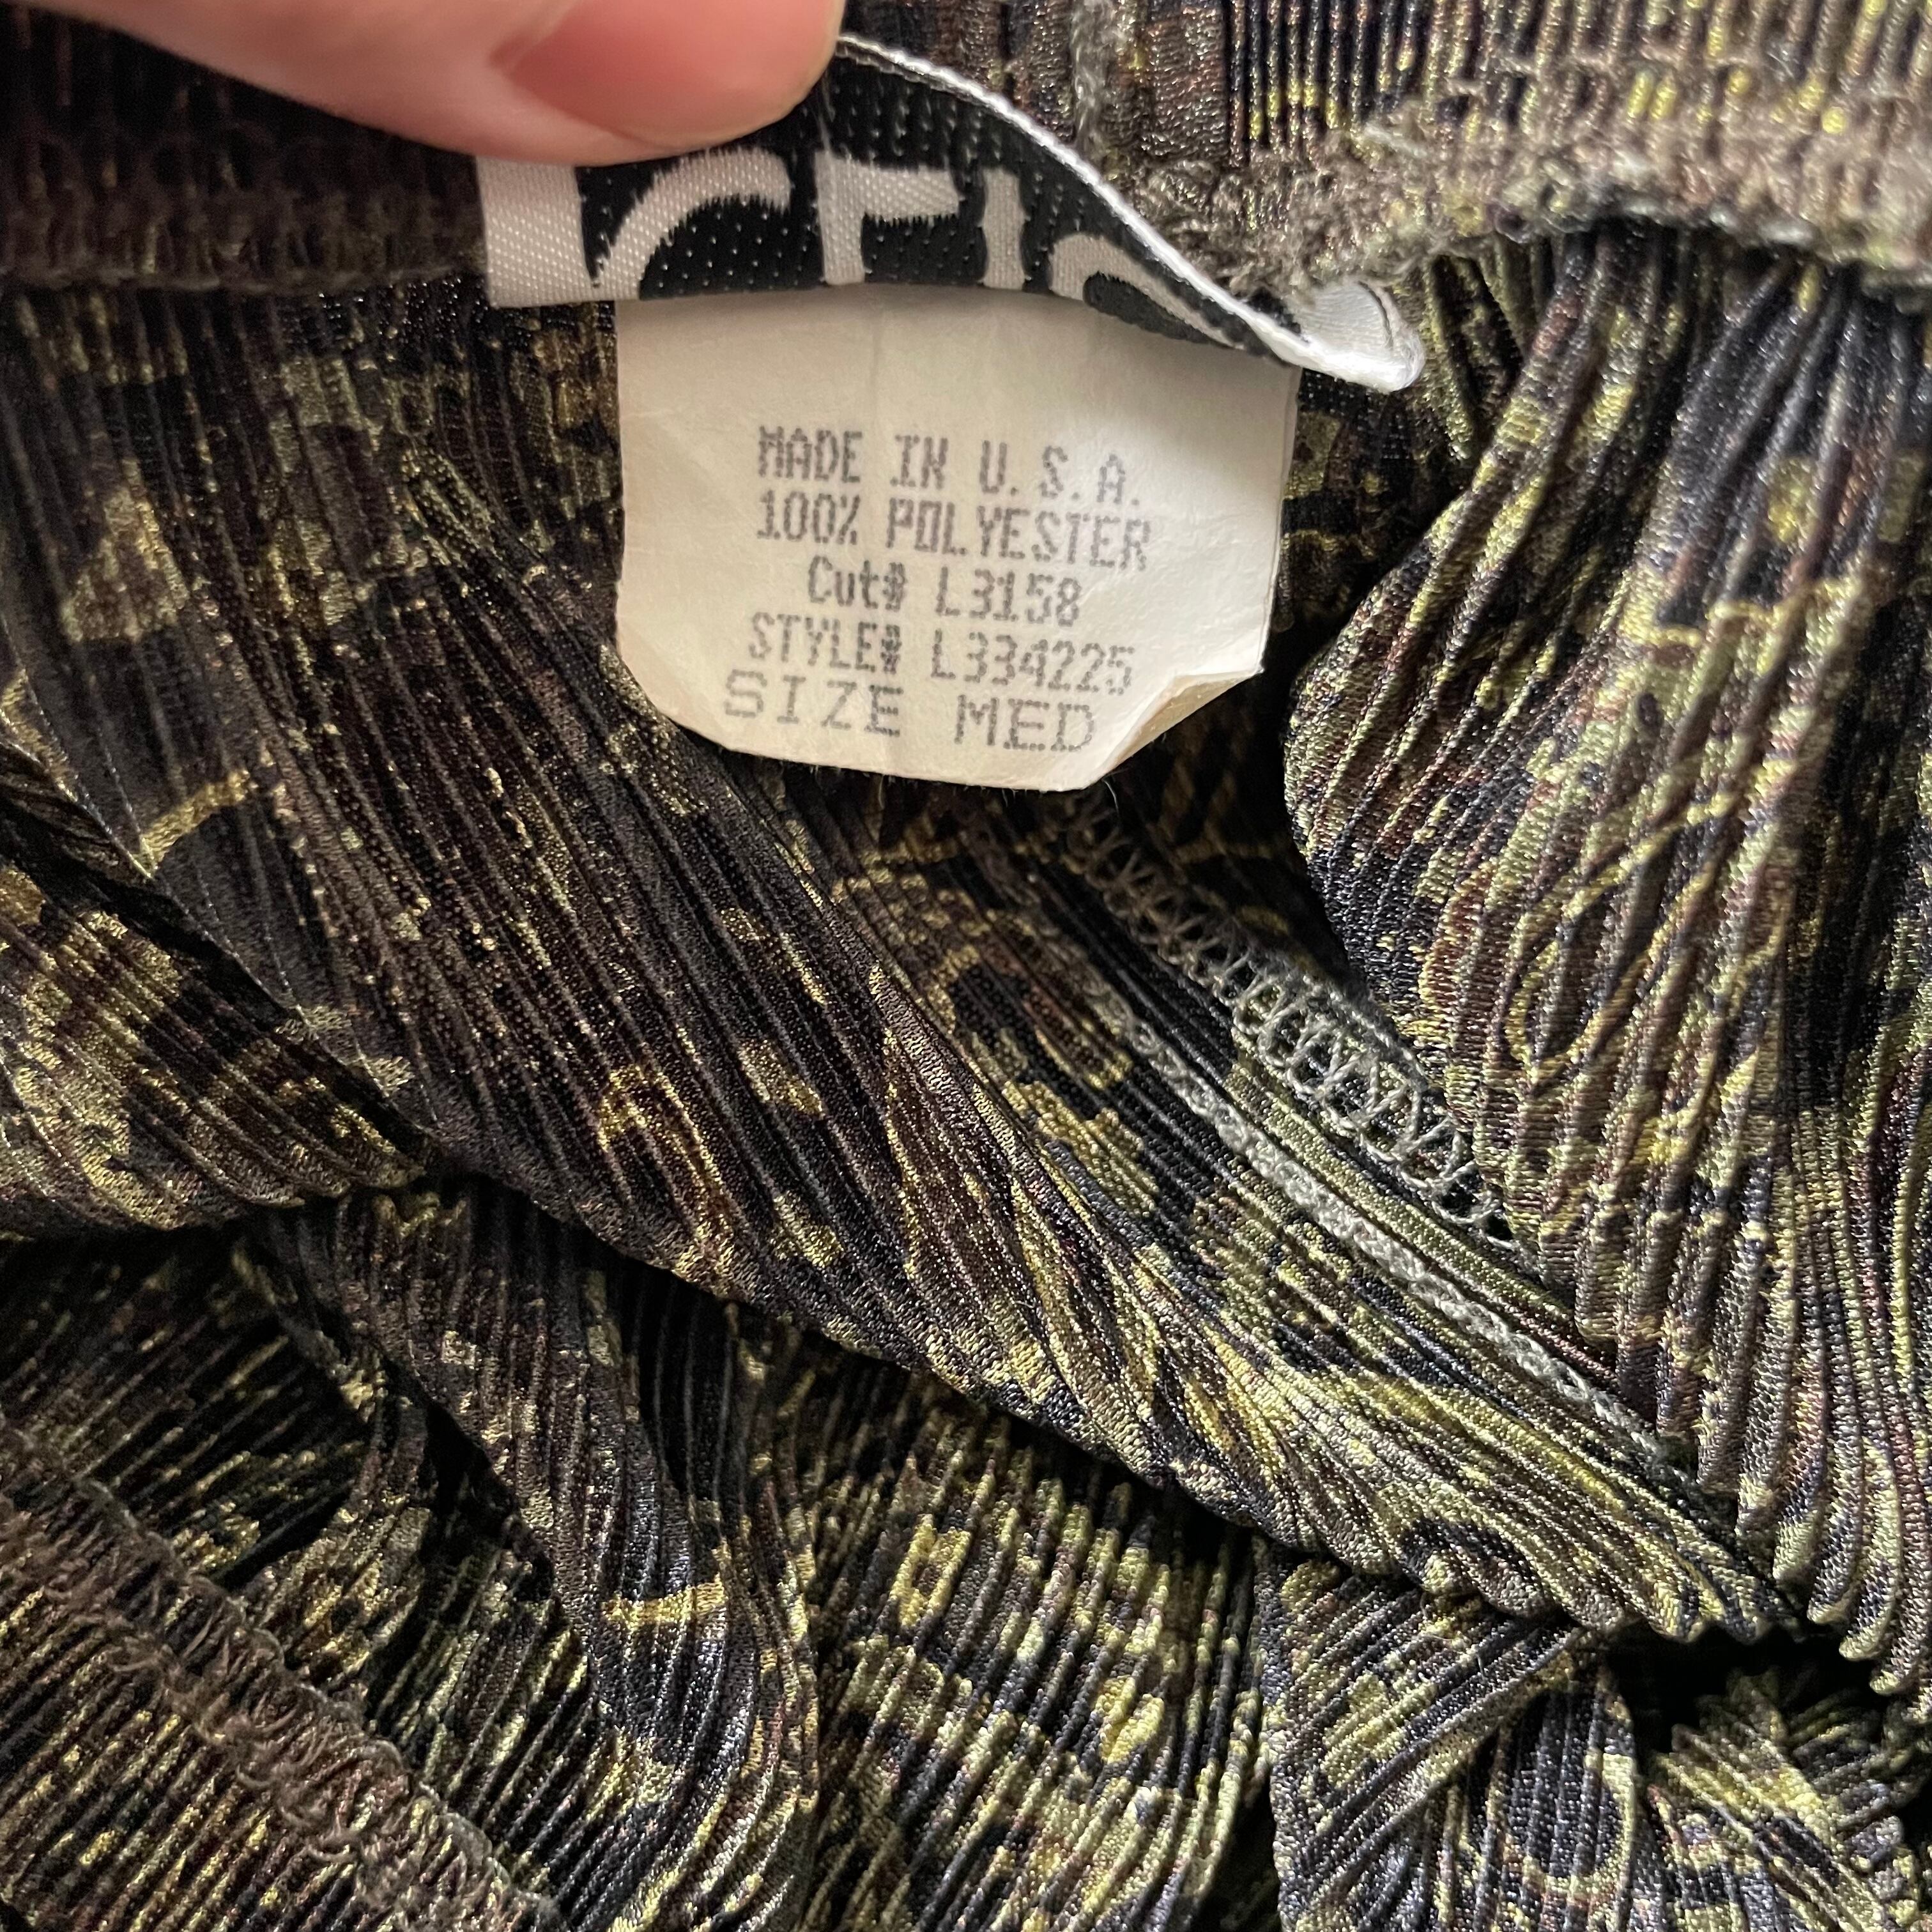 MADE IN U.S.A.
100% POLYESTER
Cut# L3158
STYLE# L334225
SIZE MED